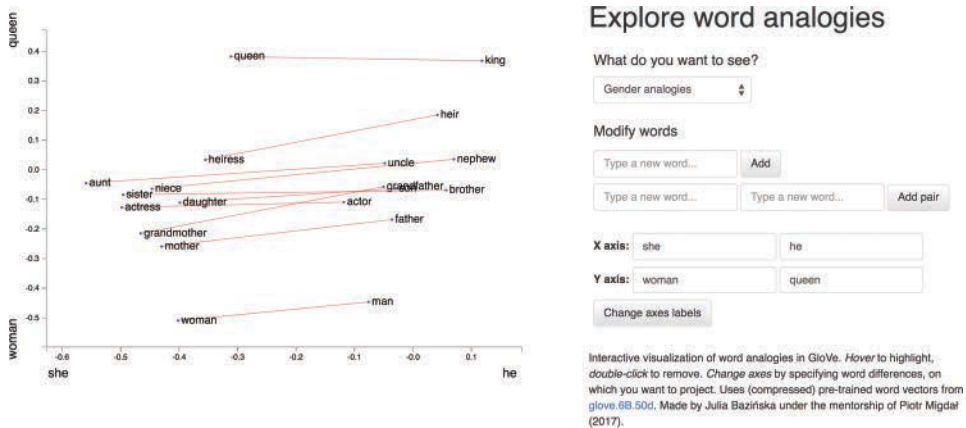 queen
0.4
0.3
0.2
0.1
0.0
-0.1
-0.2
-0.3
-0.4
-0.5
woman
queen
king
heir
heiress
uncle
nephew
aunt
niece
grandfather
son
brother
sister
daughter
actor
actress
grandmother
father
mother
man
woman
-0.6
-0.5
-0.4
-0.3
-0.2
-0.1
0.0
0.1
she
he
Explore word analogies
What do you want to see?
Gender analogies
Modify words
Type a new word...
Add
Type a new word...
Type a new word...
Add pair
X axis: she he
Y axis: woman queen
Change axes labels
Interactive visualization of word analogies in GloVe. Hover to highlight,
double-click to remove. Change axes by specifying word differences, on
which you want to project. Uses (compressed) pre-trained word vectors from
glove.6B.50d. Made by Julia Bazińska under the mentorship of Piotr Migdał
(2017).